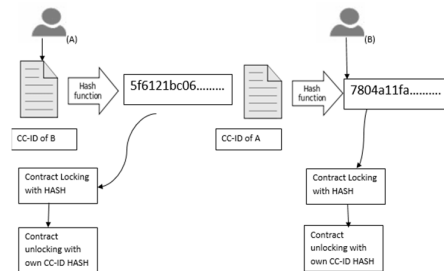 (A)
(B)
Hash
function
5f6121bc06.........
Hash
function
7804a11fa..........
CC-ID of B
CC-ID of A
Contract Locking
with HASH
Contract Locking
with HASH
Contract
unlocking with
own CC-ID HASH
Contract
unlocking with
own CC-ID HASH